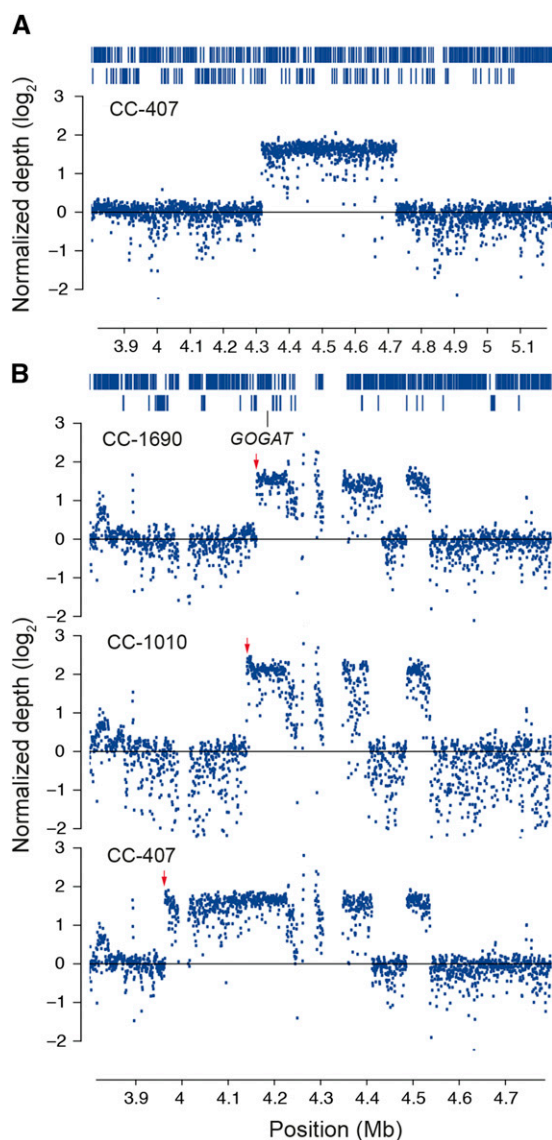 A
CC-407
Normalized depth (log2)
3
2
1
0
−1
−2
3.9 4 4.1 4.2 4.3 4.4 4.5 4.6 4.7 4.8 4.9 5 5.1
B
CC-1690
GOGAT
3
2
1
0
−1
−2
CC-1010
Normalized depth (log2)
3
2
1
0
−1
−2
CC-407
3
2
1
0
−1
−2
3.9 4 4.1 4.2 4.3 4.4 4.5 4.6 4.7
Position (Mb)